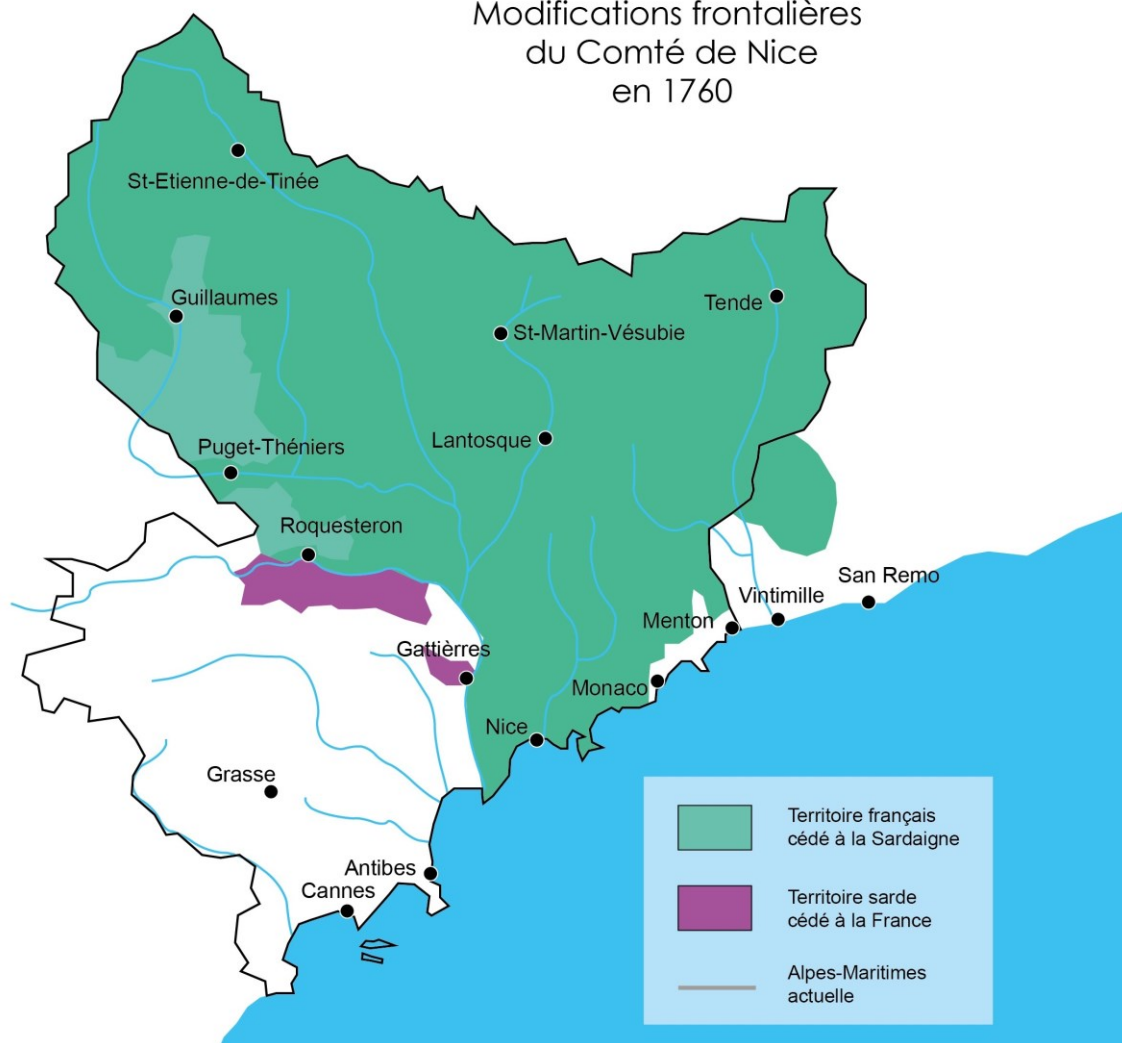 Modifications frontalières
du Comté de Nice
en 1760
St-Etienne-de-Tinée
Guillaumes
Tende
St-Martin-Vésubie
Lantosque
Puget-Théniers
Roquesteron
San Remo
Vintimille
Menton
Gattièrres
Monaco
Nice
Grasse
Antibes
Cannes
Territoire français
cédé à la Sardaigne
Territoire sarde
cédé à la France
Alpes-Maritimes
actuelle